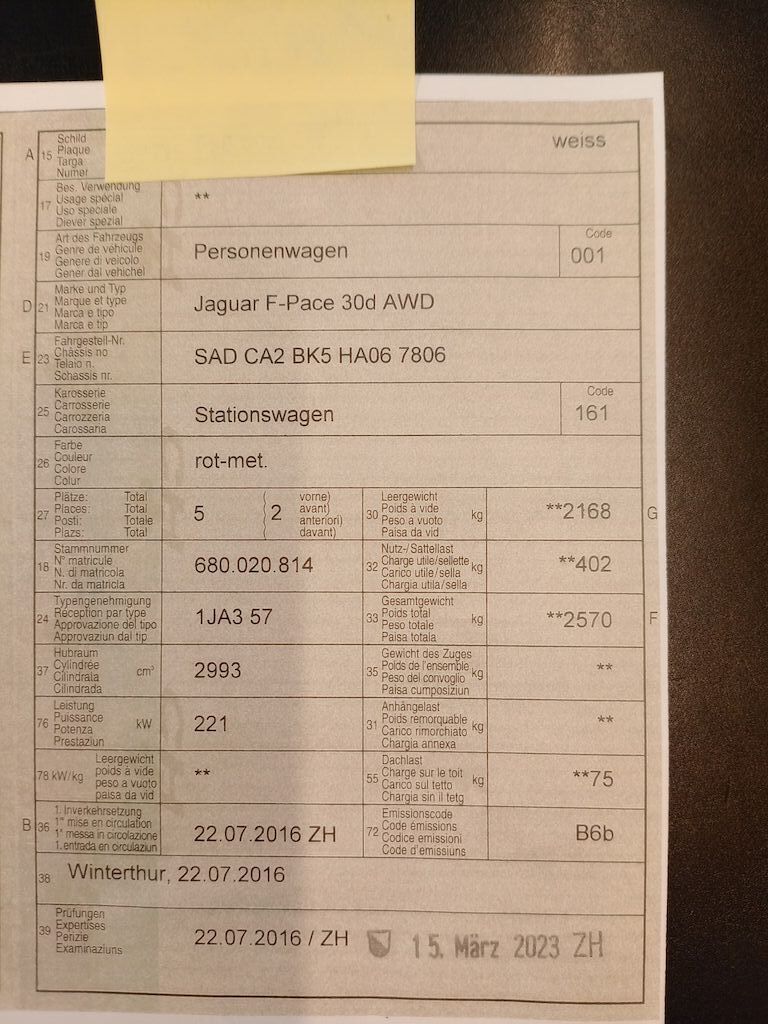 A 15 Schild weiss
Plaque
Targa
Numer
17 Bes. Verwendung **
Usage spécial
Uso speciale
Diever spezial
19 Art des Fahrzeugs Personenwagen Code
Genre de véhicule 001
Genere di veicolo
Gener dal vehichel
D 21 Marke und Typ Jaguar F-Pace 30d AWD
Marque et type
Marca e tipo
Marca e tip
E 23 Fahrgestell-Nr. SAD CA2 BK5 HA06 7806
Châssis no
Telaio n.
Schassis nr.
25 Karosserie Stationswagen Code
Carrosserie 161
Carrozzeria
Carossaria
26 Farbe rot-met.
Couleur
Colore
Colur
27 Plätze: Total 5 ( 2 vorne)
Places: Total avant)
Posti: Totale anteriori)
Plazs: Total davant)
30 Leergewicht kg **2168 G
Poids à vide
Peso a vuoto
Paisa da vid
18 Stammnummer 680.020.814
N° matricule
N. di matricola
Nr. da matricla
32 Nutz-/Sattellast kg **402
Charge utile/sellette
Carico utile/sella
Chargia utila/sella
24 Typengenehmigung 1JA3 57
Réception par type
Approvazione del tipo
Approvaziun dal tip
33 Gesamtgewicht kg **2570 F
Poids total
Peso totale
Paisa totala
37 Hubraum cm³ 2993
Cylindrée
Cilindrata
Cilindrada
35 Gewicht des Zuges kg **
Poids de l'ensemble
Peso del convoglio
Paisa cumposiziun
76 Leistung kW 221
Puissance
Potenza
Prestaziun
31 Anhängelast kg **
Poids remorquable
Carico rimorchiato
Chargia annexa
78 kW/kg Leergewicht **
poids à vide
peso a vuoto
paisa da vid
55 Dachlast kg **75
Charge sur le toit
Carico sul tetto
Chargia sin il tetg
B 36 1. Inverkehrsetzung 22.07.2016 ZH
1re mise en circulation
1a messa in circolazione
1. entrada en circulaziun
72 Emissionscode B6b
Code émissions
Codice emissioni
Code d'emissiuns
38 Winterthur, 22.07.2016
39 Prüfungen 22.07.2016 / ZH 15. März 2023 ZH
Expertises
Perizie
Examinaziuns